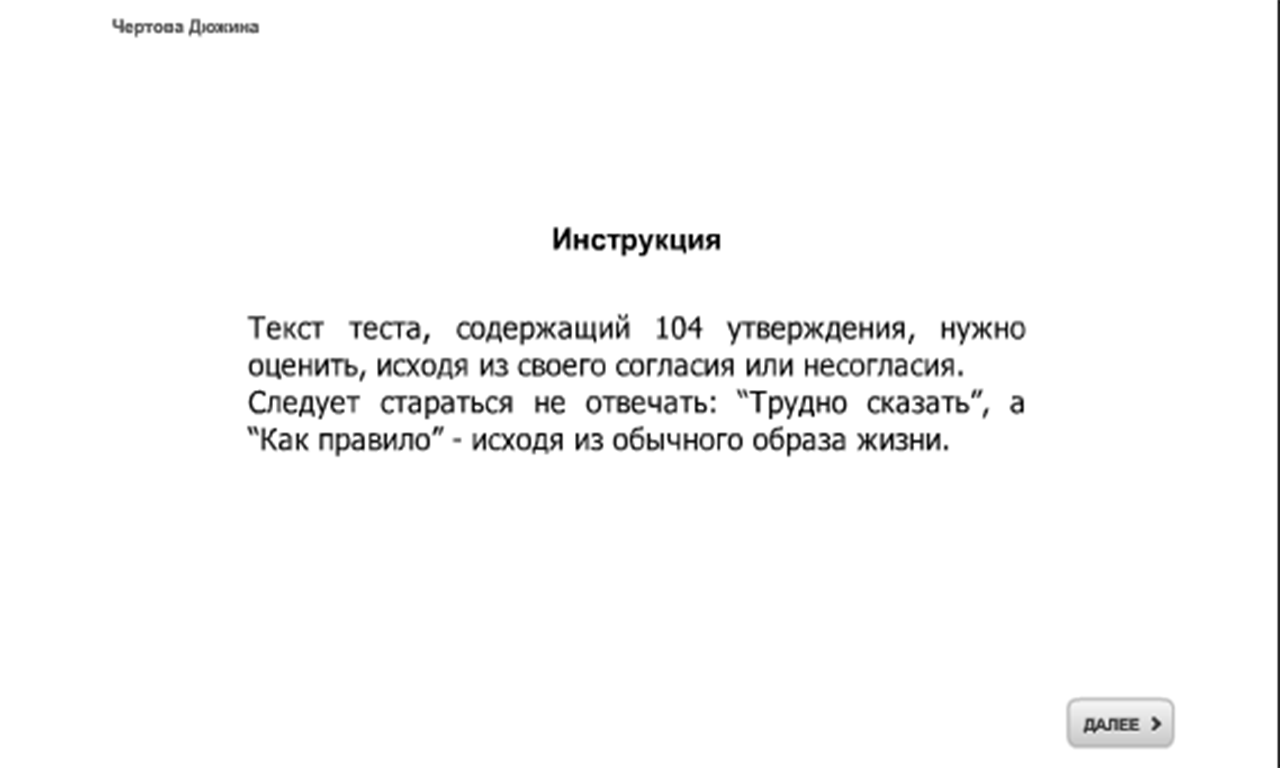 Чертова Дюжина
Инструкция
Текст теста, содержащий 104 утверждения, нужно
оценить, исходя из своего согласия или несогласия.
Следует стараться не отвечать: “Трудно сказать”, а
“Как правило” - исходя из обычного образа жизни.
ДАЛЕЕ >